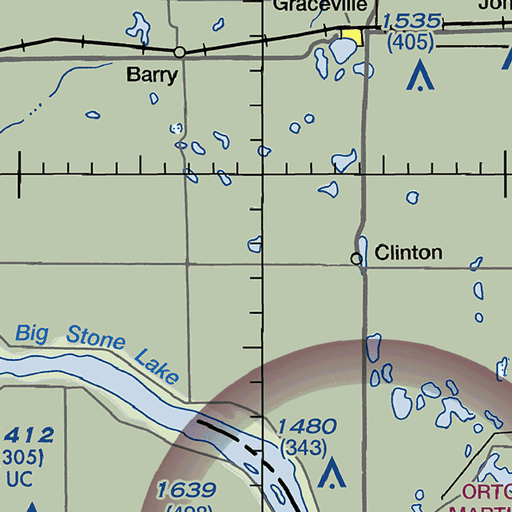 Graceville
1535
(405)
Barry
Clinton
Big Stone Lake
1480
(343)
412
305)
UC
1639
ORTO